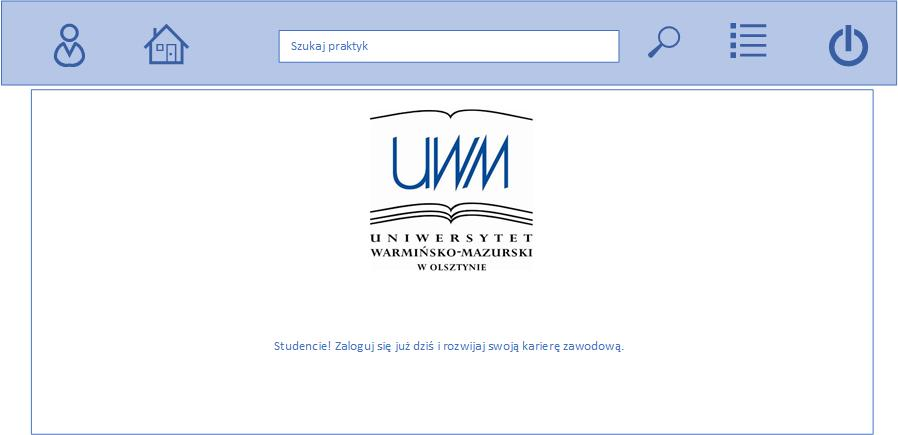 Szukaj praktyk
UWM
UNIWERSYTET
WARMIŃSKO-MAZURSKI
W OLSZTYNIE
Studencie! Zaloguj się już dziś i rozwijaj swoją karierę zawodową.